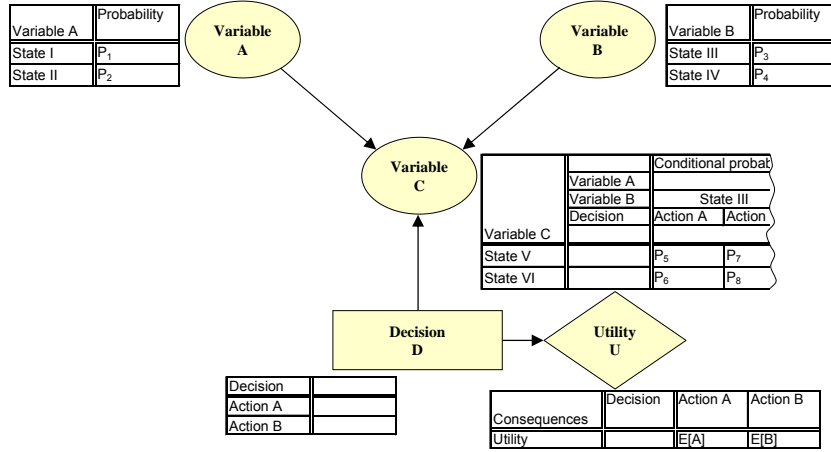 Variable A Probability
State I P₁
State II P₂
Variable
A
Variable
B
Variable B Probability
State III P₃
State IV P₄
Variable
C
Conditional probat
Variable A
Variable B State III
Decision Action A Action
Variable C
State V P₅ P₇
State VI P₆ P₈
Decision
D
Utility
U
Decision
Action A
Action B
Consequences Decision Action A Action B
Utility E[A] E[B]